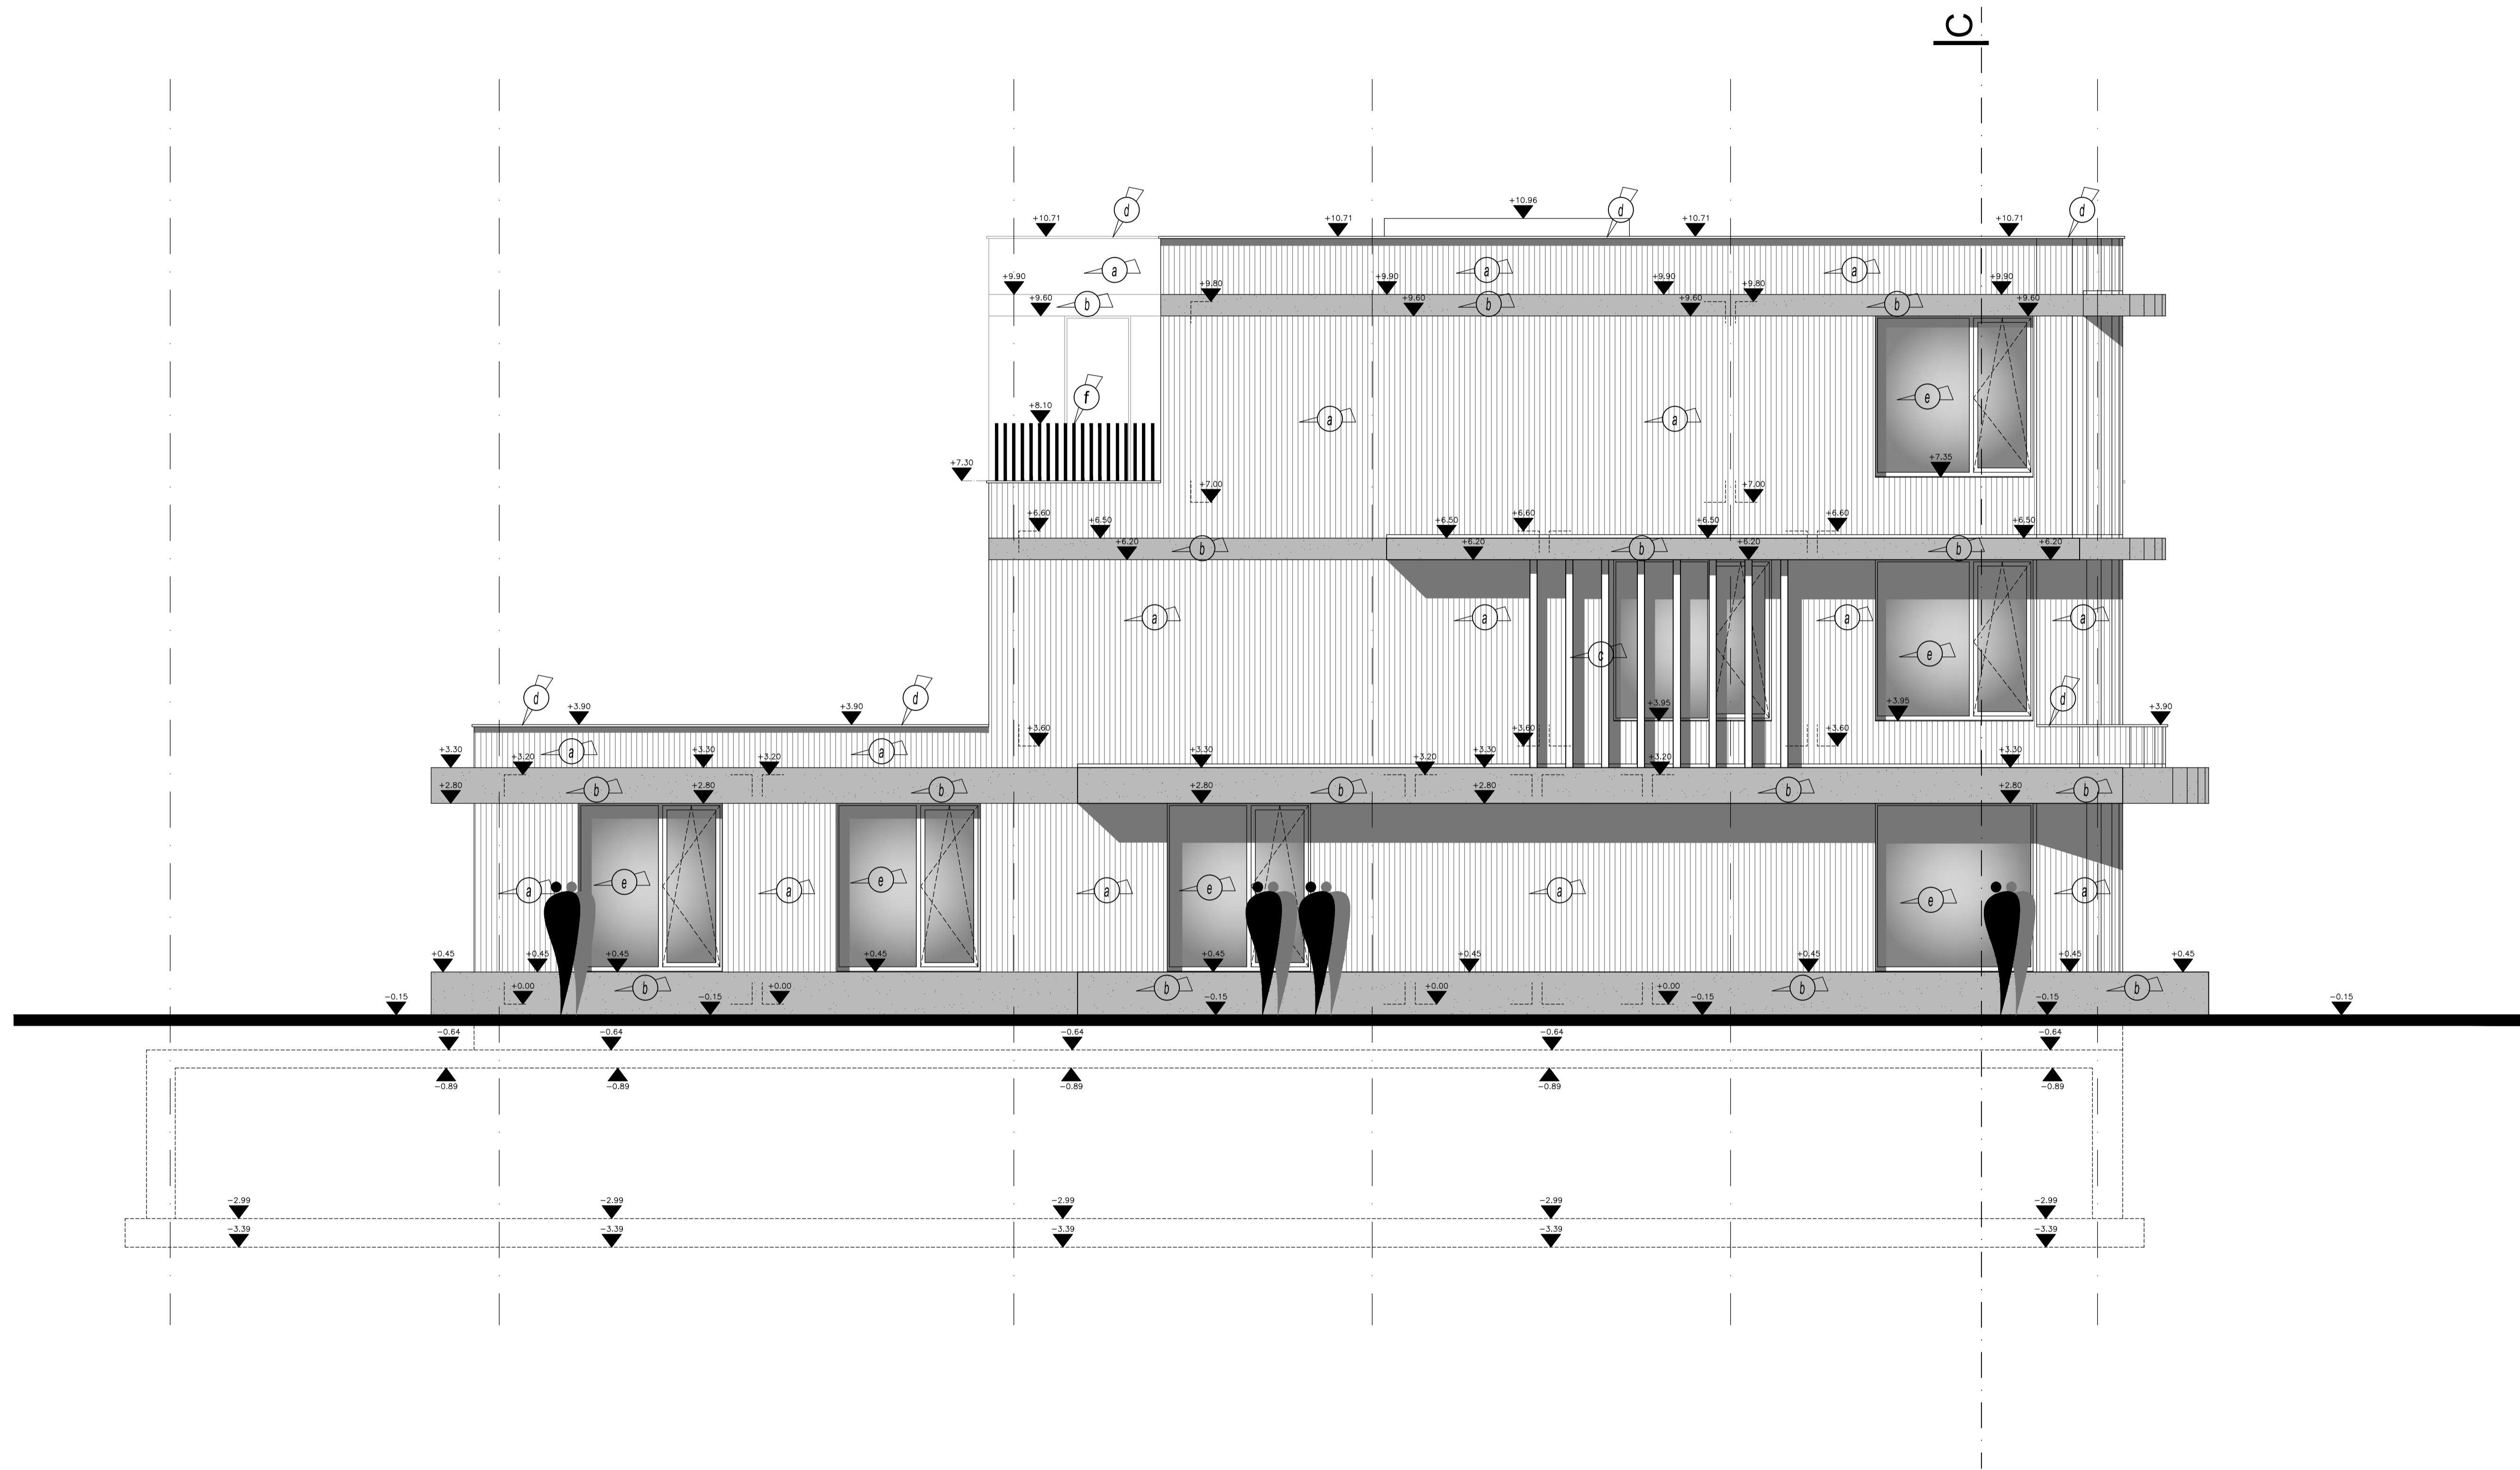 C
d d d
+10.96
+10.71 +10.71 +10.71 +10.71
a a a
+9.90 +9.80 +9.90 +9.90 +9.80 +9.90
b b b
+9.60 +9.60 +9.60 +9.60
f e
+8.10
a a
+7.30 +7.35
+7.00 +7.00
+6.60 +6.60 +6.60
+6.50 +6.50 +6.50 +6.50
b b b
+6.20 +6.20 +6.20 +6.20
a a a a
c e
d d d
+3.90 +3.90 +3.95 +3.95 +3.90
+3.60 +3.60 +3.60
a a
+3.30 +3.30 +3.30 +3.30 +3.30
+3.20 +3.20 +3.20 +3.20
b b b b b
+2.80 +2.80 +2.80 +2.80 +2.80
a e a e a e a e a
+0.45 +0.45 +0.45 +0.45 +0.45 +0.45 +0.45 +0.45 +0.45
b b b b
+0.00 +0.00 +0.00 +0.00
−0.15 −0.15 −0.15 −0.15 −0.15 −0.15
−0.64 −0.64 −0.64 −0.64 −0.64
−0.89 −0.89 −0.89 −0.89 −0.89
−2.99 −2.99 −2.99 −2.99 −2.99
−3.39 −3.39 −3.39 −3.39 −3.39